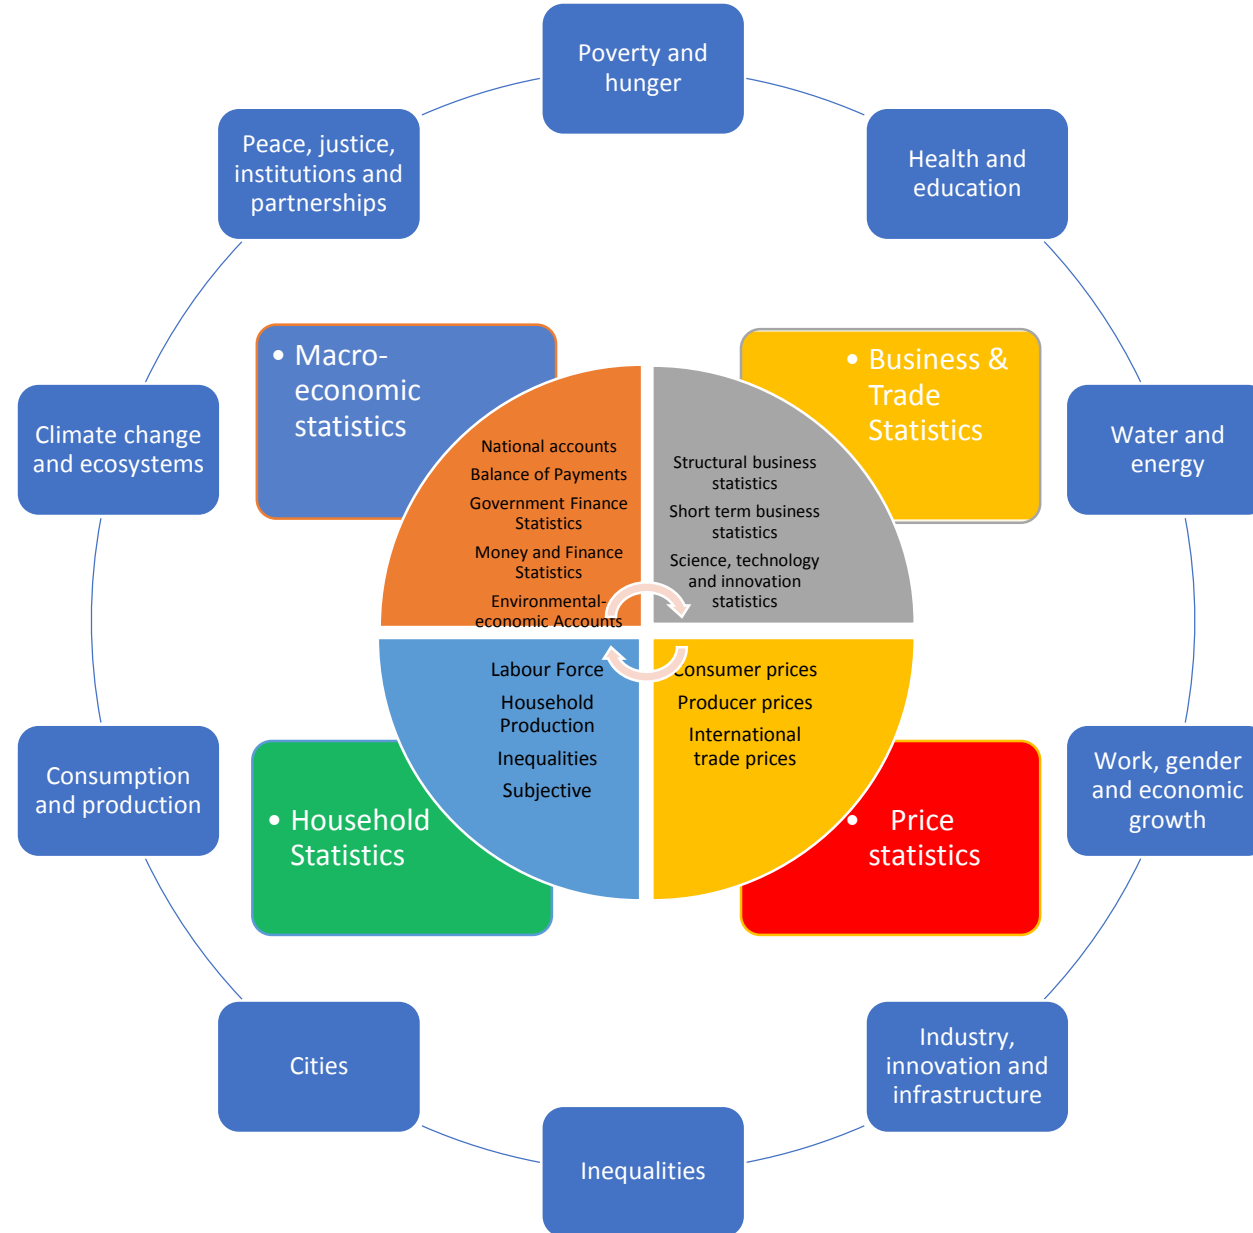 Poverty and
hunger
Peace, justice,
institutions and
partnerships
Health and
education
• Macro-
economic
statistics
• Business &
Trade
Statistics
Climate change
and ecosystems
Water and
energy
National accounts
Balance of Payments
Government Finance
Statistics
Money and Finance
Statistics
Environmental-
economic Accounts
Structural business
statistics
Short term business
statistics
Science, technology
and innovation
statistics
Labour Force
Household
Production
Inequalities
Subjective
Consumer prices
Producer prices
International
trade prices
Consumption
and production
Work, gender
and economic
growth
• Household
Statistics
• Price
statistics
Cities
Industry,
innovation and
infrastructure
Inequalities